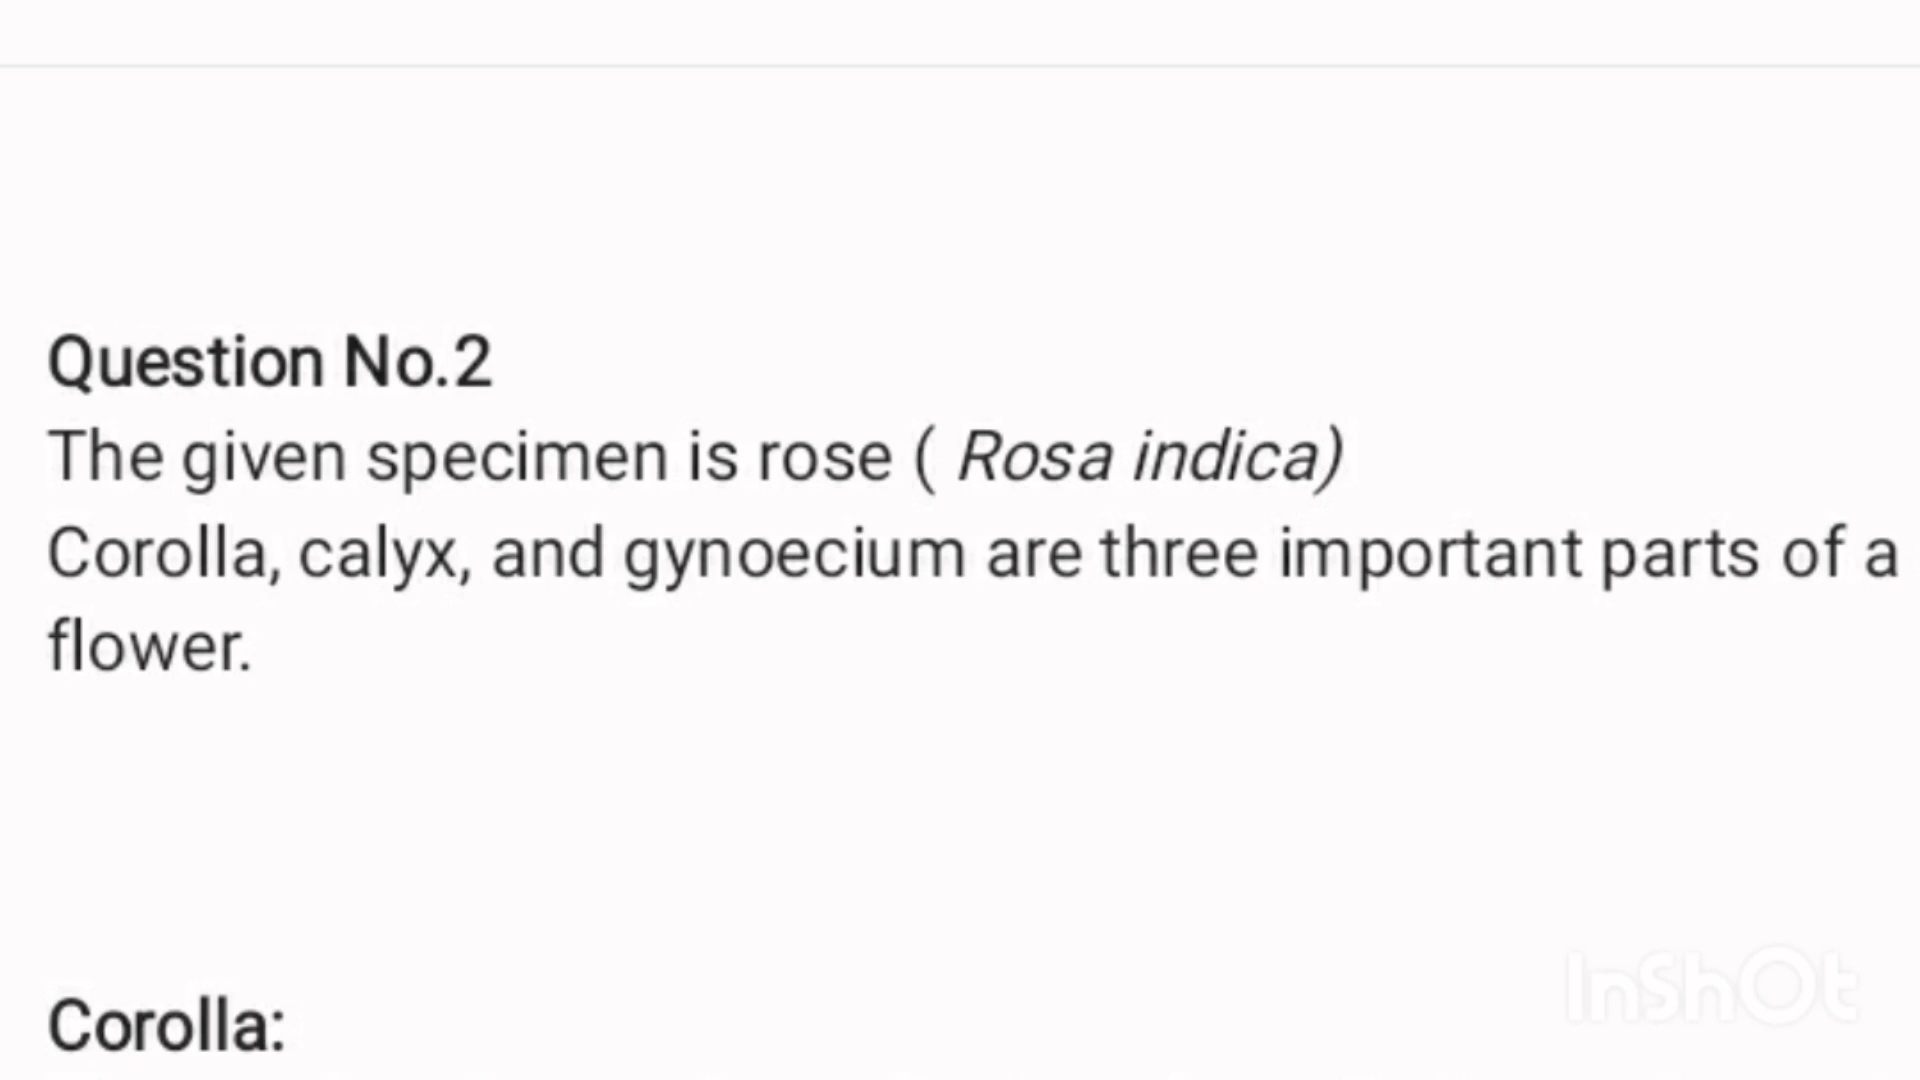 Question No.2
The given specimen is rose ( Rosa indica)
Corolla, calyx, and gynoecium are three important parts of a
flower.
Corolla:
InShOt